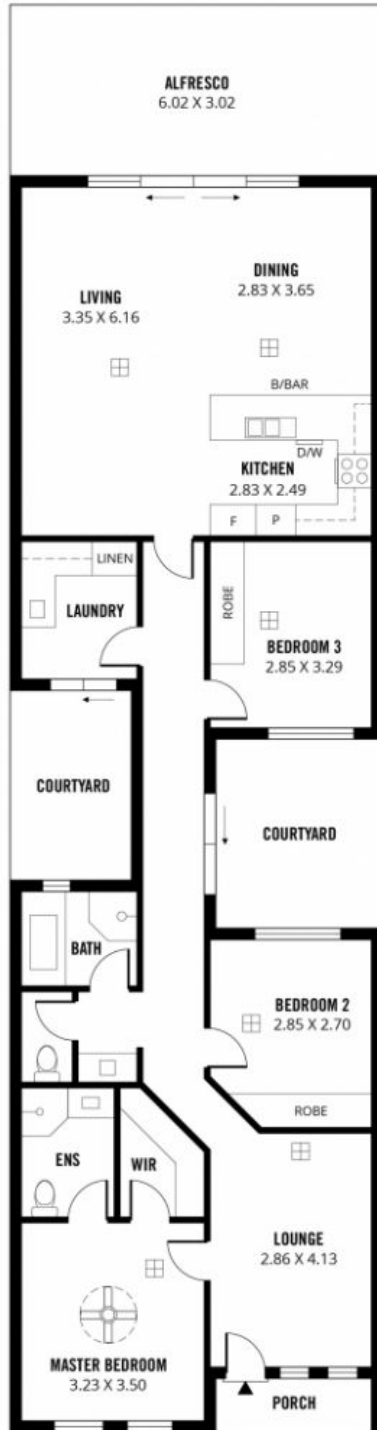 ALFRESCO
6.02 X 3.02
DINING
2.83 X 3.65
LIVING
3.35 X 6.16
B/BAR
D/W
KITCHEN
2.83 X 2.49
F
P
LINEN
LAUNDRY
ROBE
BEDROOM 3
2.85 X 3.29
COURTYARD
COURTYARD
BATH
BEDROOM 2
2.85 X 2.70
ROBE
ENS
WIR
LOUNGE
2.86 X 4.13
MASTER BEDROOM
3.23 X 3.50
PORCH